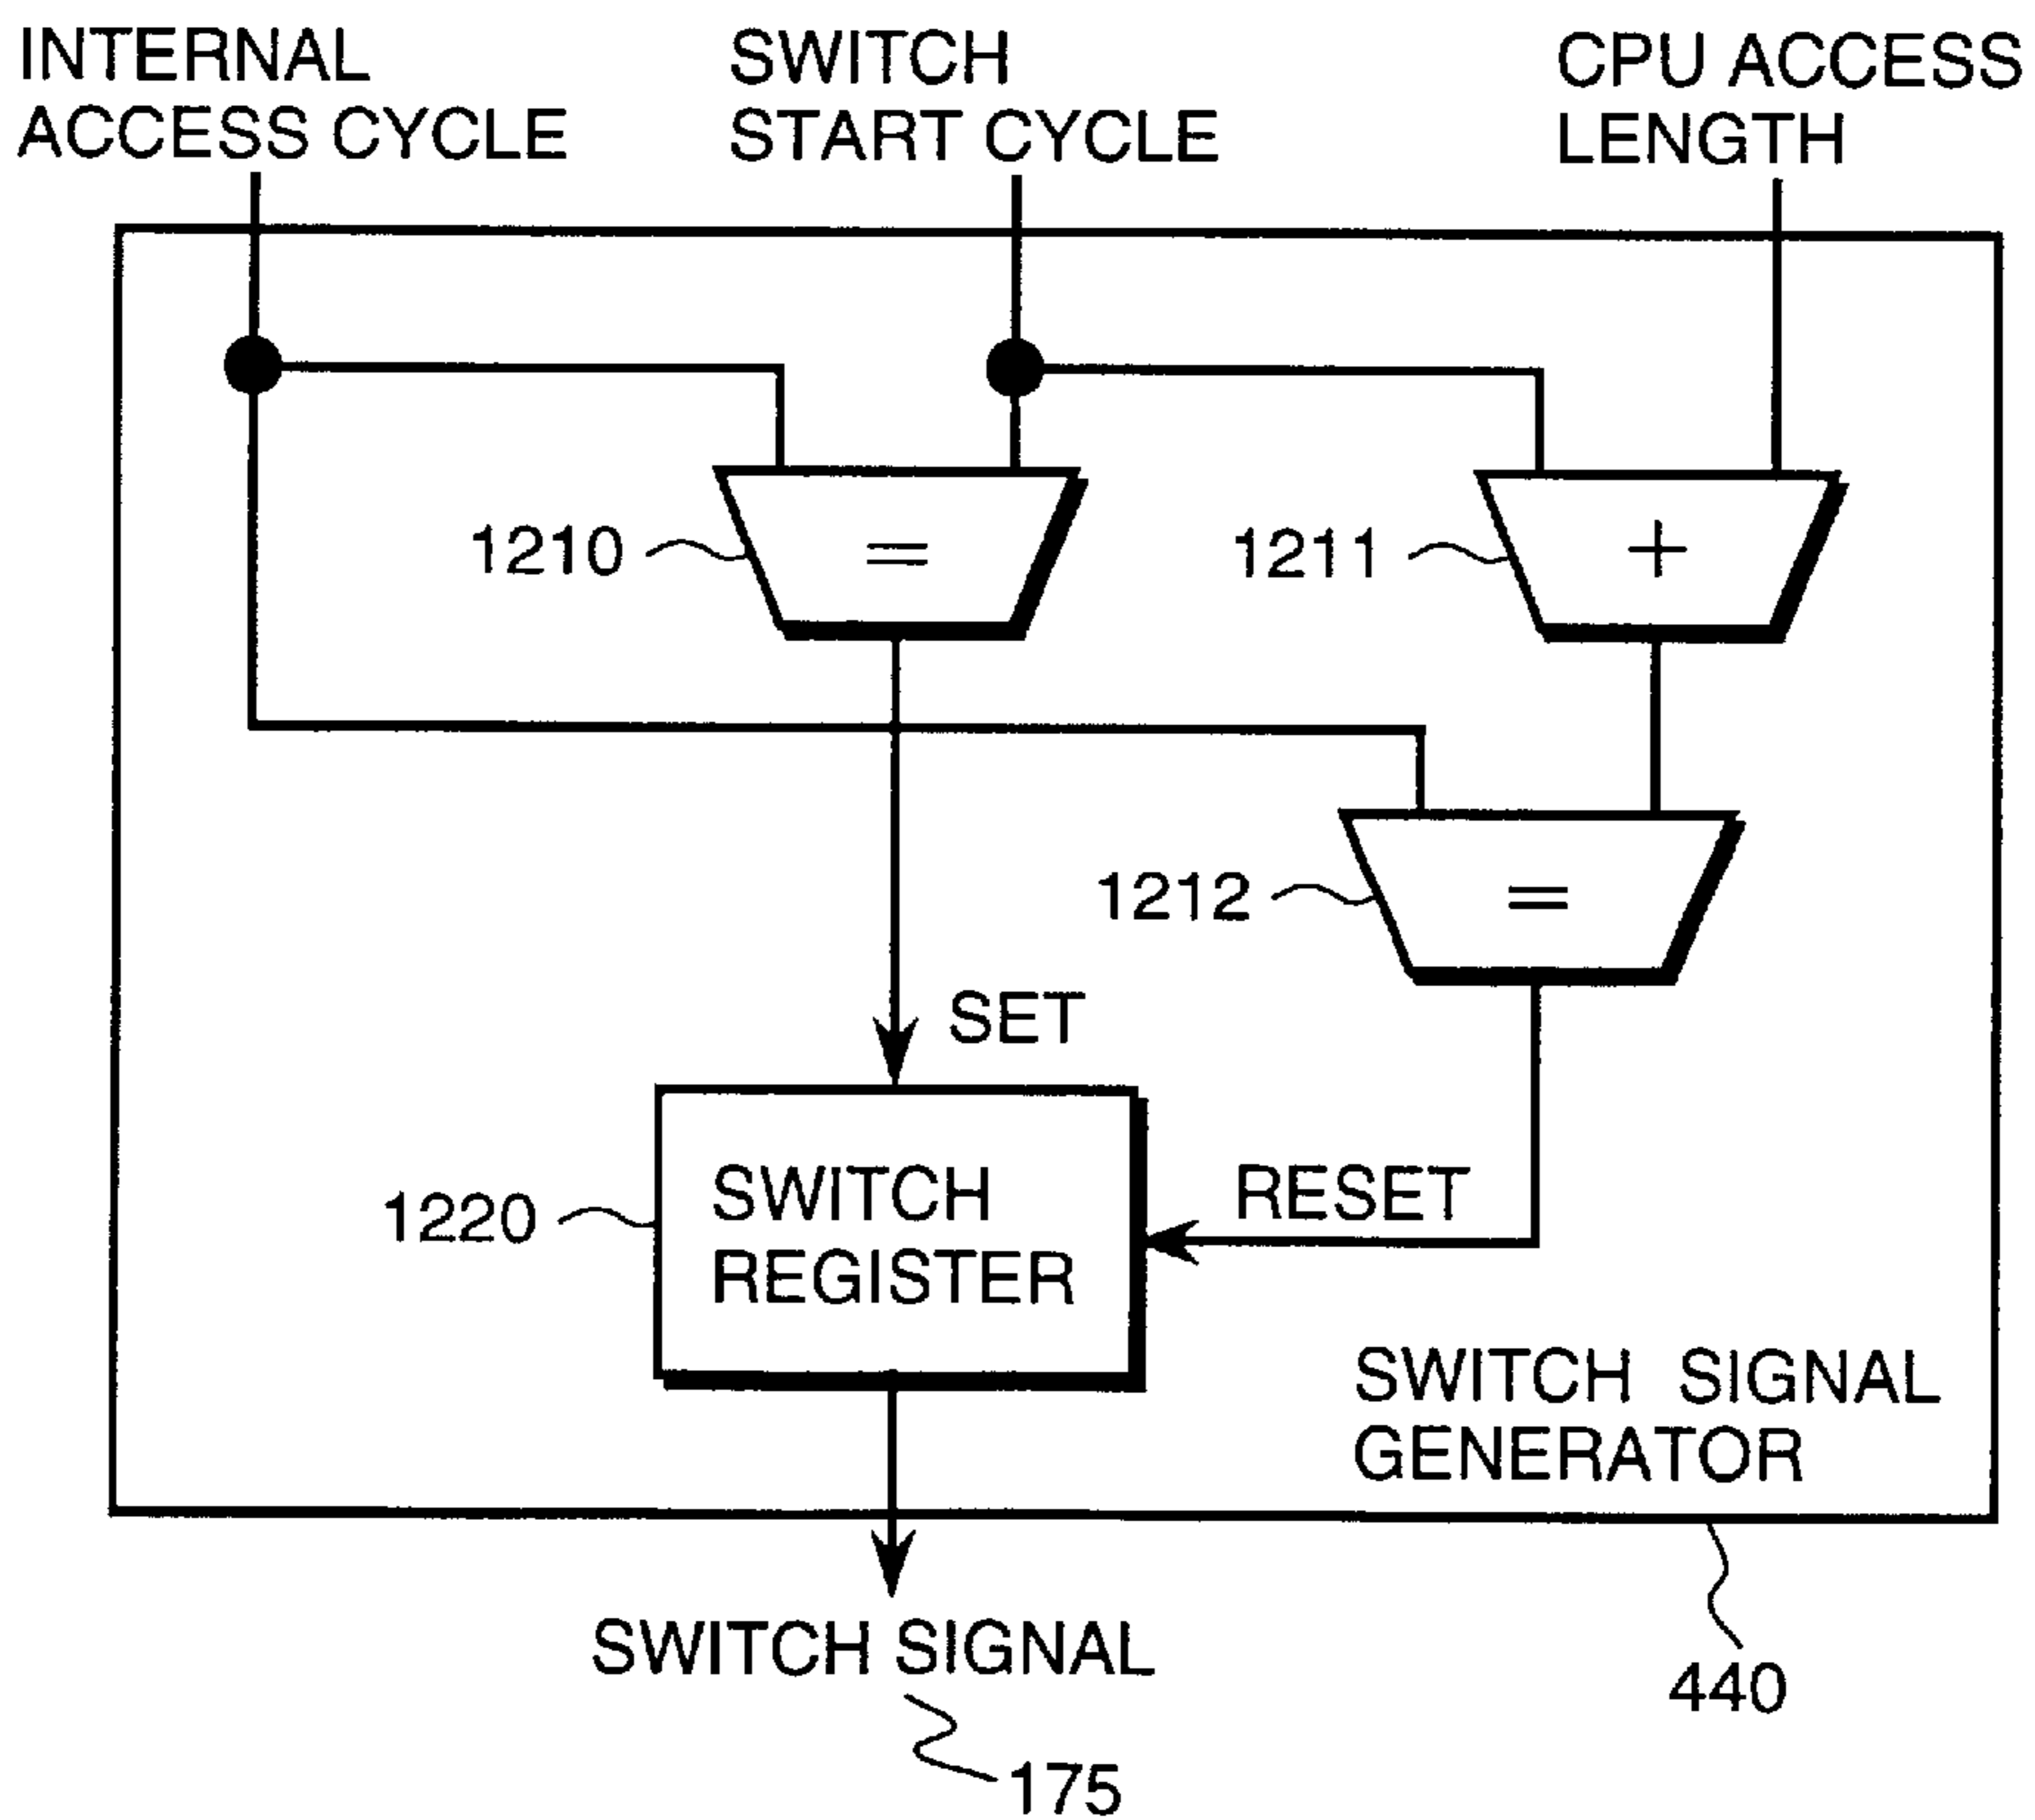 INTERNAL
ACCESS CYCLE
SWITCH
START CYCLE
CPU ACCESS
LENGTH
1210
=
1211
+
1212
=
SET
1220
SWITCH
REGISTER
RESET
SWITCH SIGNAL
GENERATOR
SWITCH SIGNAL
440
175